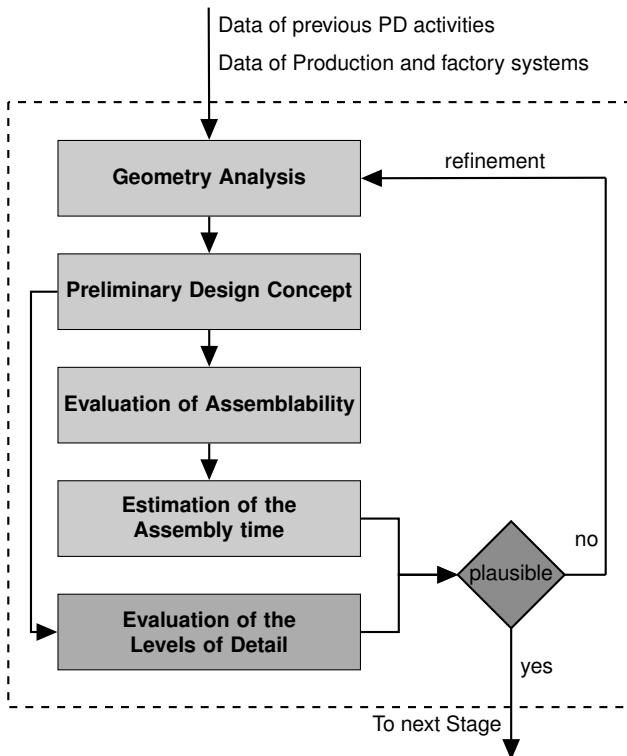 Data of previous PD activities
Data of Production and factory systems
refinement
Geometry Analysis
Preliminary Design Concept
Evaluation of Assemblability
Estimation of the
Assembly time
no
plausible
Evaluation of the
Levels of Detail
yes
To next Stage